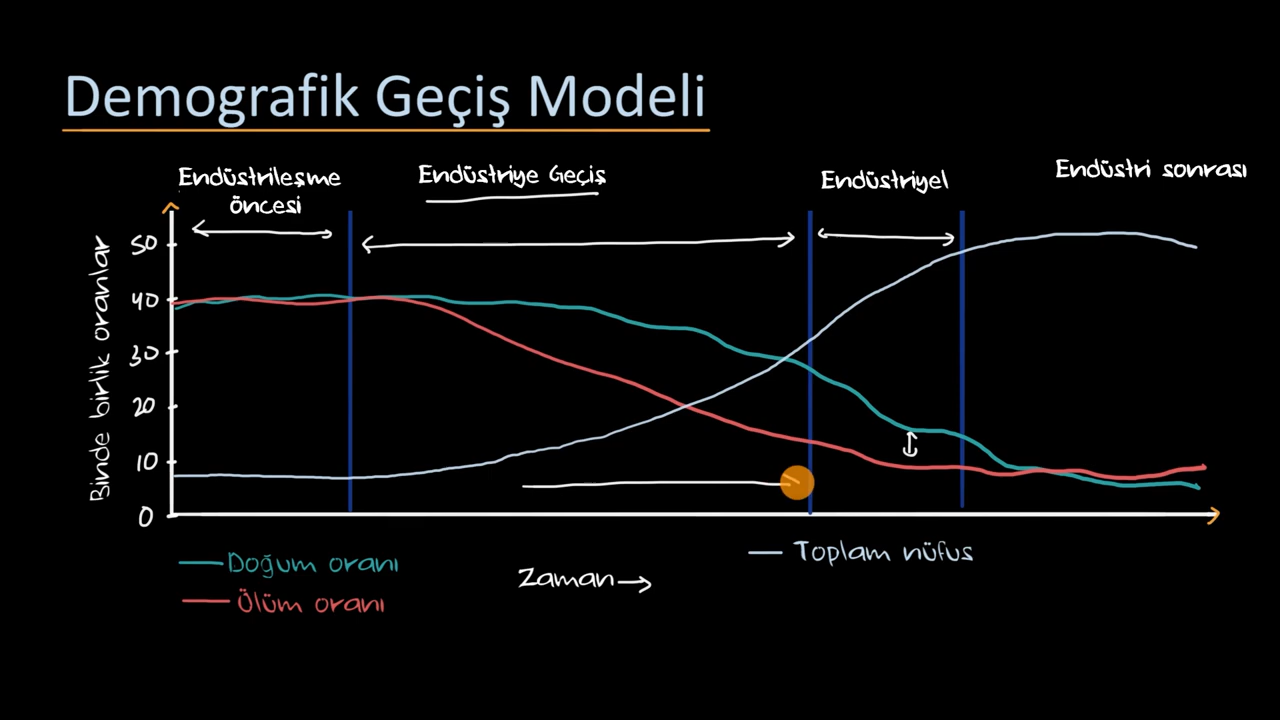 Demografik Geçiş Modeli
Endüstrileşme
öncesi
Endüstriye Geçiş
Endüstriyel
Endüstri sonrası
Binde birlik oranlar
50
40
30
20
10
0
Doğum oranı
Ülüm oranı
Zaman
Toplam nüfus